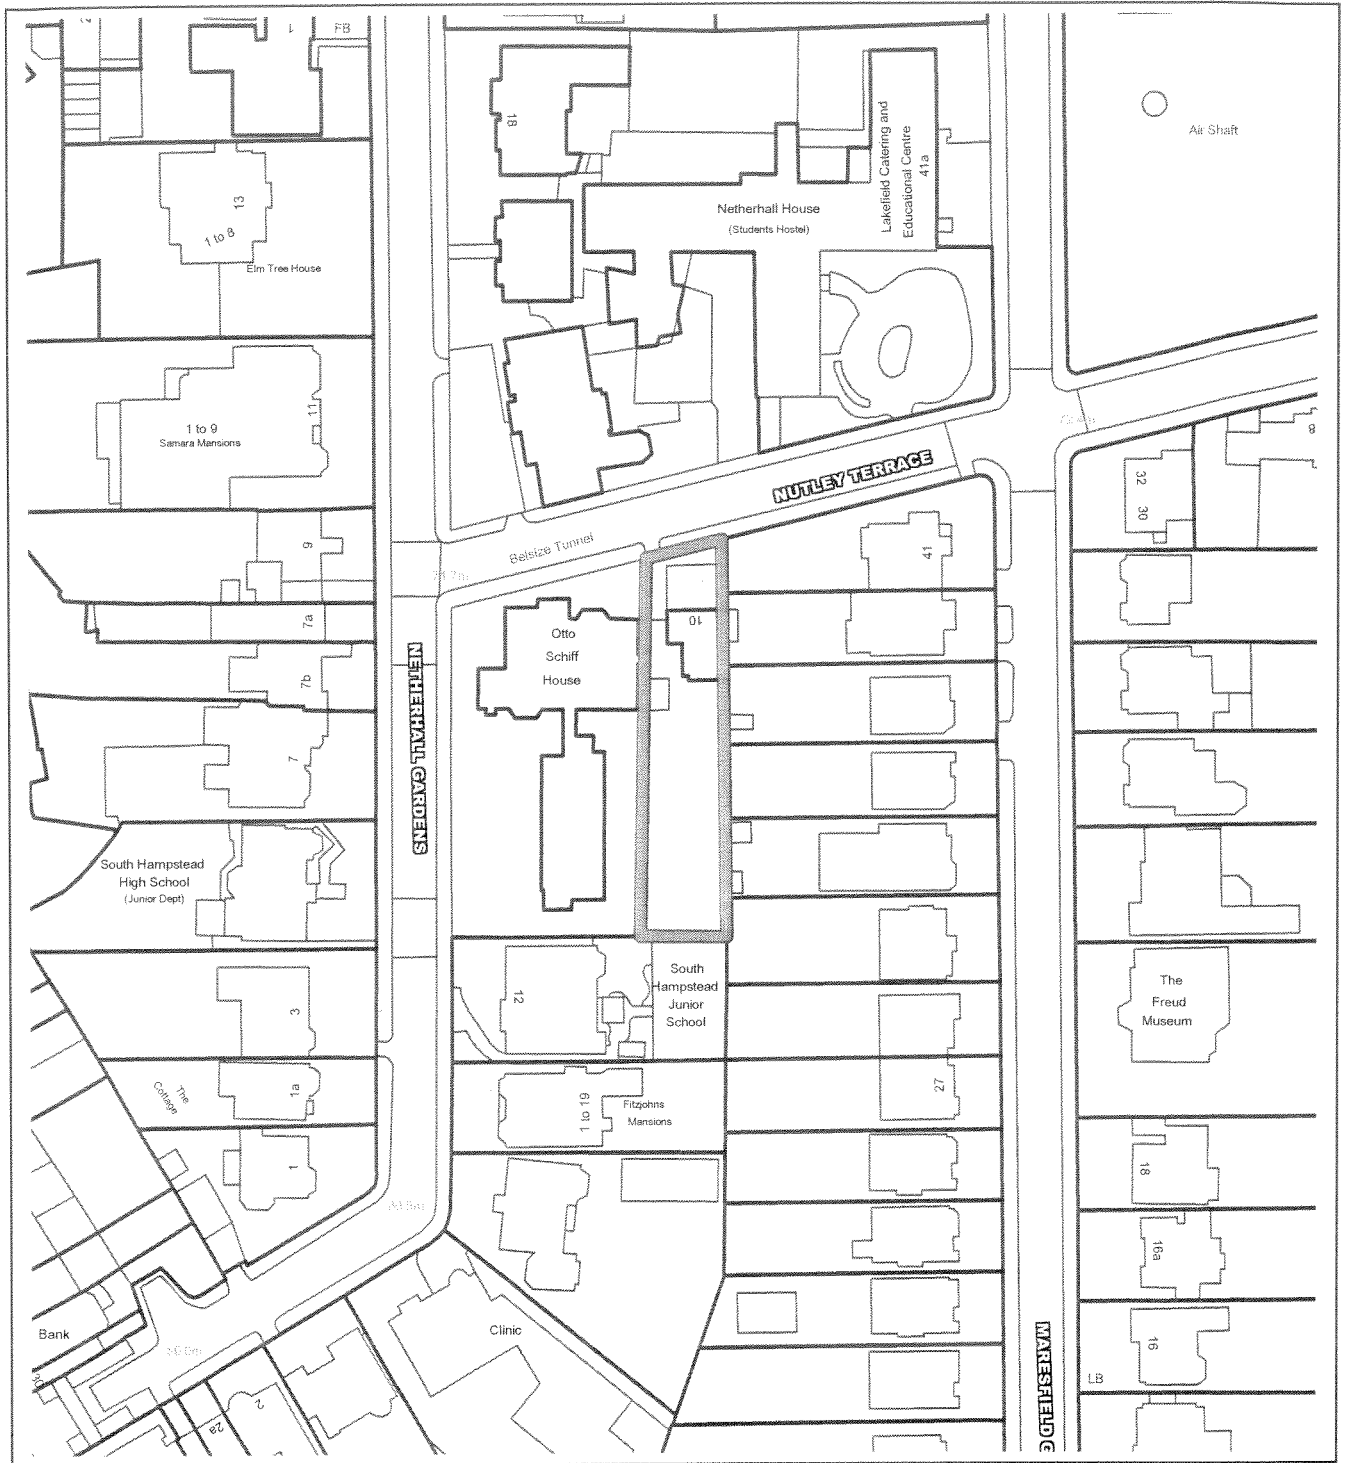 1
FB
18
Lakefield Catering and
Educational Centre
41a
Air Shaft
13
1 to 8
Elm Tree House
Netherhall House
(Students Hostel)
1 to 9
Samara Mansions
11
NUTLEY TERRACE
32
30
8
9
Belsize Tunnel
41
7a
10
Otto
Schiff
House
7b
NETHERHALL GARDENS
7
South Hampstead
High School
(Junior Dept)
12
South
Hampstead
Junior
School
The
Freud
Museum
3
The
Cottage
1a
1 to 19
Fitzjohns
Mansions
27
1
18
16a
Bank
Clinic
MARESFIELD G
16
LB
2
2a